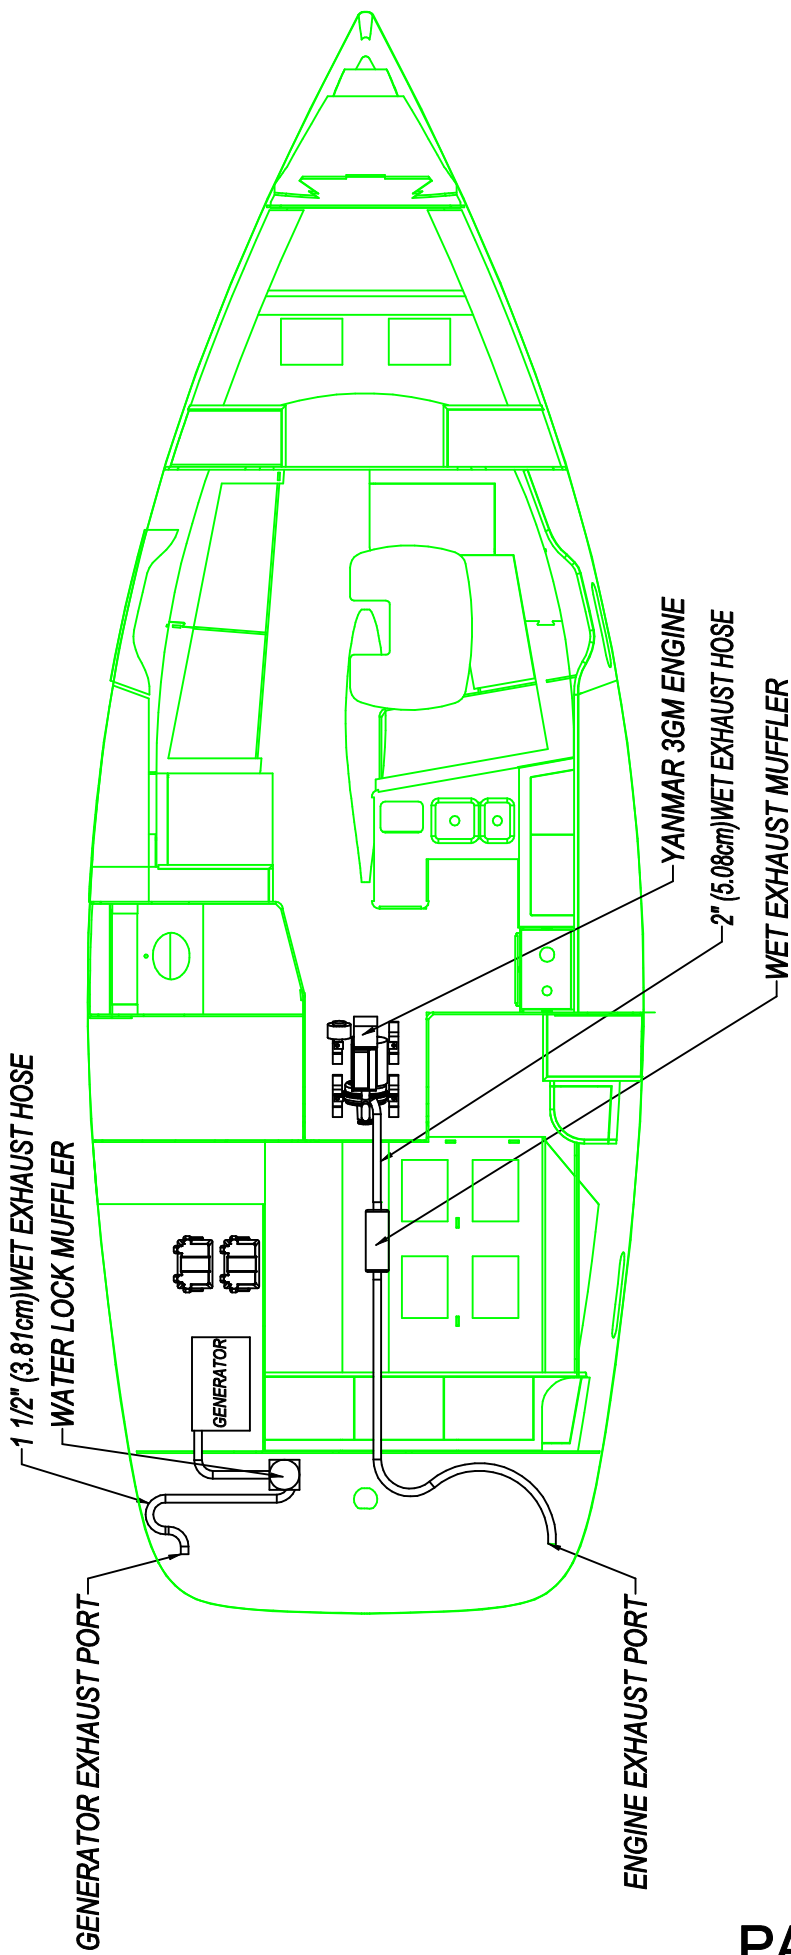 YANMAR 3GM ENGINE
2" (5.08cm)WET EXHAUST HOSE
WET EXHAUST MUFFLER
1 1/2" (3.81cm)WET EXHAUST HOSE
WATER LOCK MUFFLER
GENERATOR
GENERATOR EXHAUST PORT
ENGINE EXHAUST PORT
PA